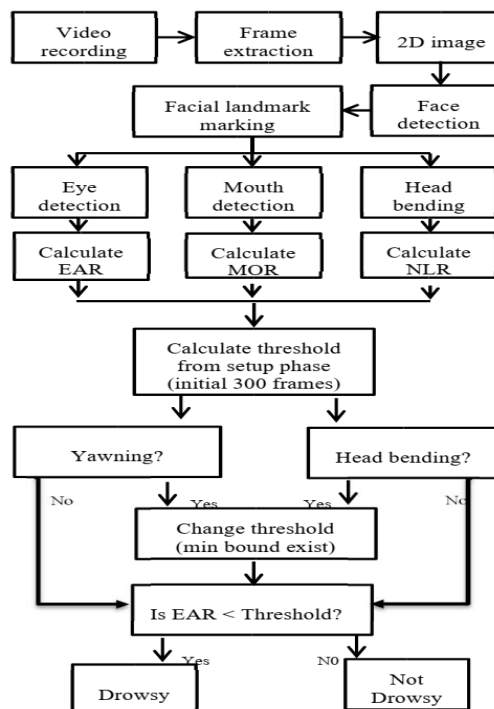 Video
recording
Frame
extraction
2D image
Facial landmark
marking
Face
detection
Eye
detection
Mouth
detection
Head
bending
Calculate
EAR
Calculate
MOR
Calculate
NLR
Calculate threshold
from setup phase
(initial 300 frames)
Yawning?
Head bending?
No
Yes
Yes
No
Change threshold
(min bound exist)
Is EAR < Threshold?
Yes
N0
Drowsy
Not
Drowsy